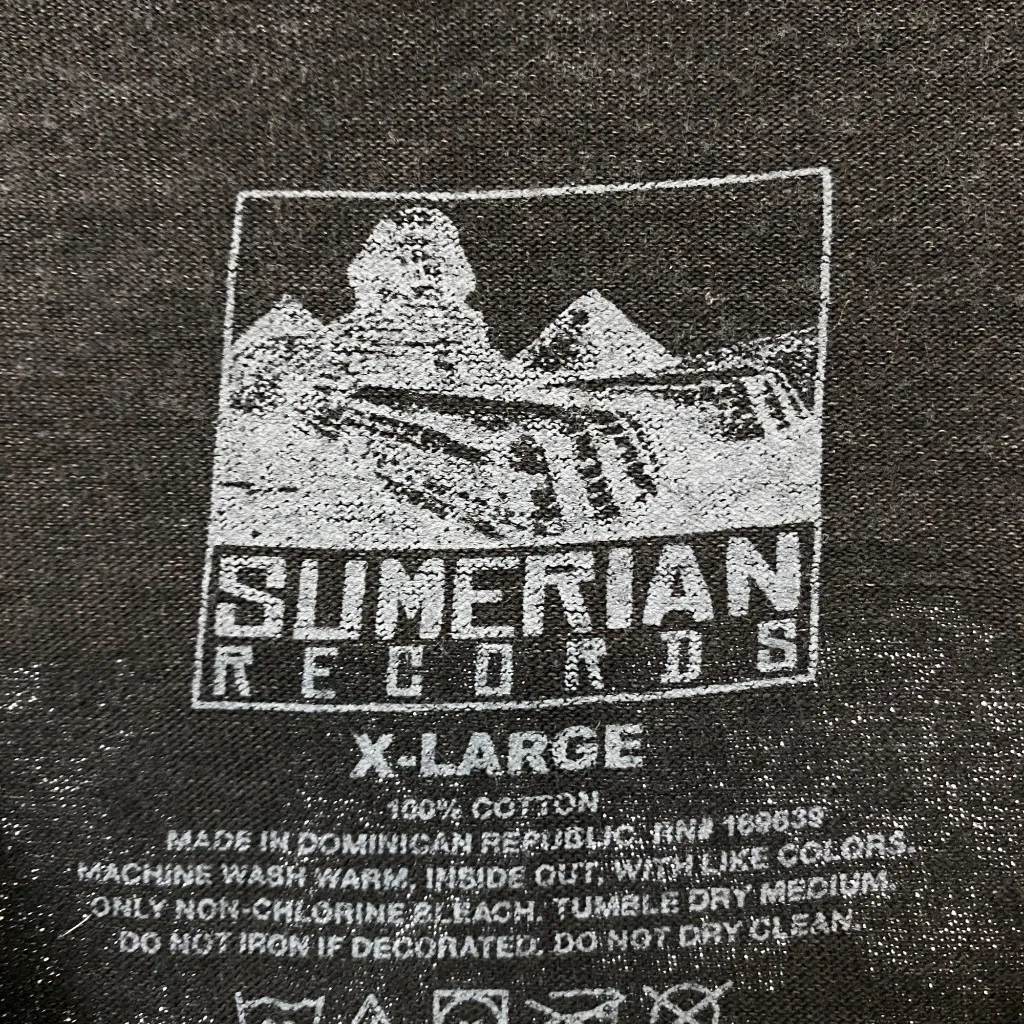 SUMERIAN
RECORDS
X-LARGE
100% COTTON
MADE IN DOMINICAN REPUBLIC. RN# 169639
MACHINE WASH WARM, INSIDE OUT, WITH LIKE COLORS.
ONLY NON-CHLORINE BLEACH. TUMBLE DRY MEDIUM.
DO NOT IRON IF DECORATED. DO NOT DRY CLEAN.